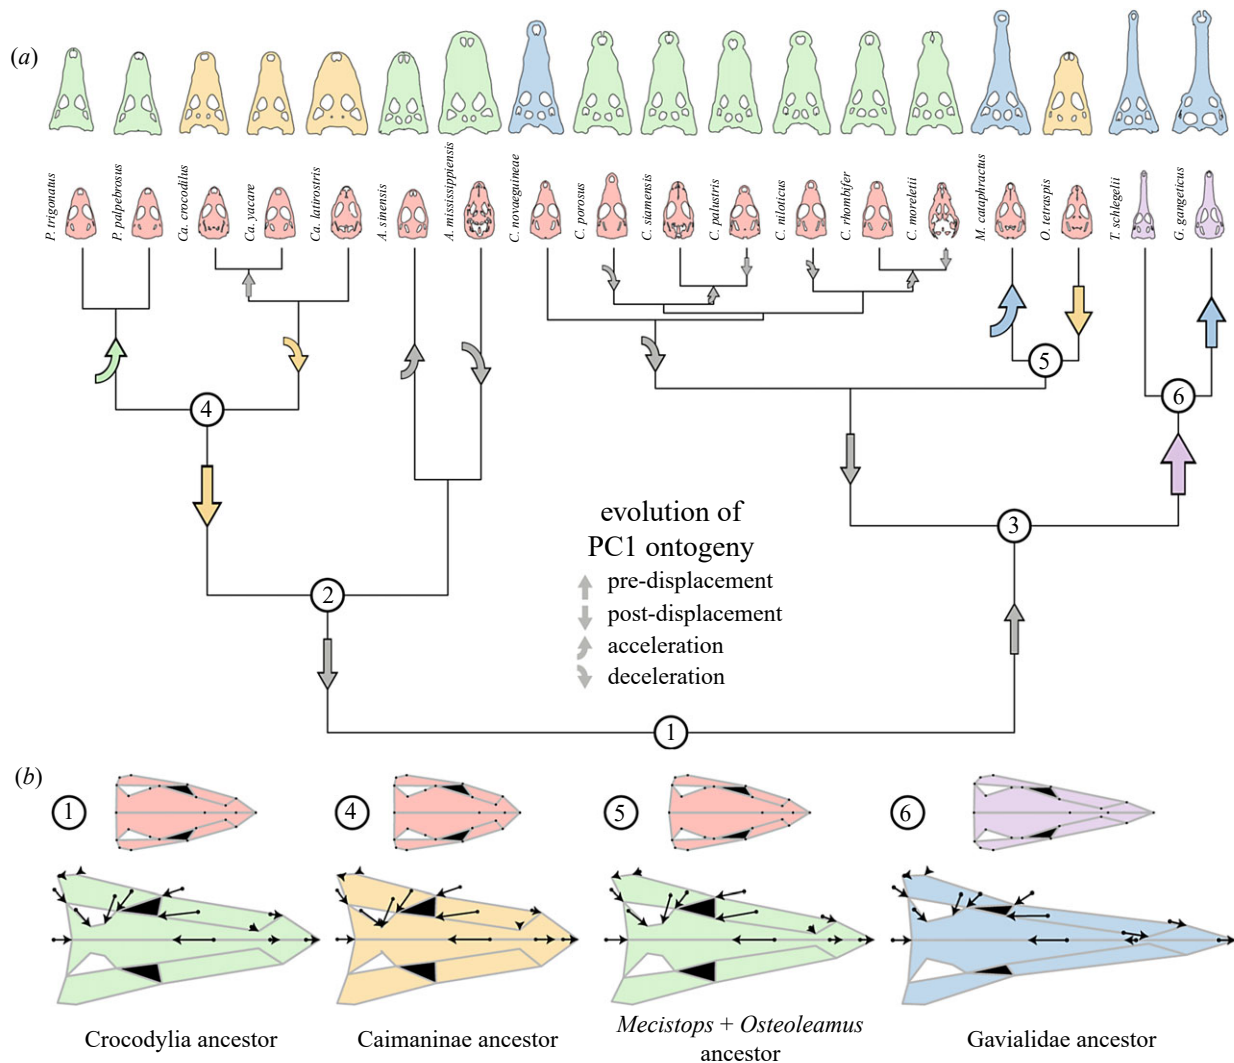 (a)
P. trigonatus
P. palpebrosus
Ca. crocodilus
Ca. yacare
Ca. latirostris
A. sinensis
A. mississippiensis
C. novaeguineae
C. porosus
C. siamensis
C. palustris
C. niloticus
C. rhombifer
C. moreletii
M. cataphractus
O. tetraspis
T. schlegelii
G. gangeticus
5
6
4
3
2
1
evolution of
PC1 ontogeny
pre-displacement
post-displacement
acceleration
deceleration
(b)
1
4
5
6
Crocodylia ancestor
Caimaninae ancestor
Mecistops + Osteoleamus
ancestor
Gavialidae ancestor